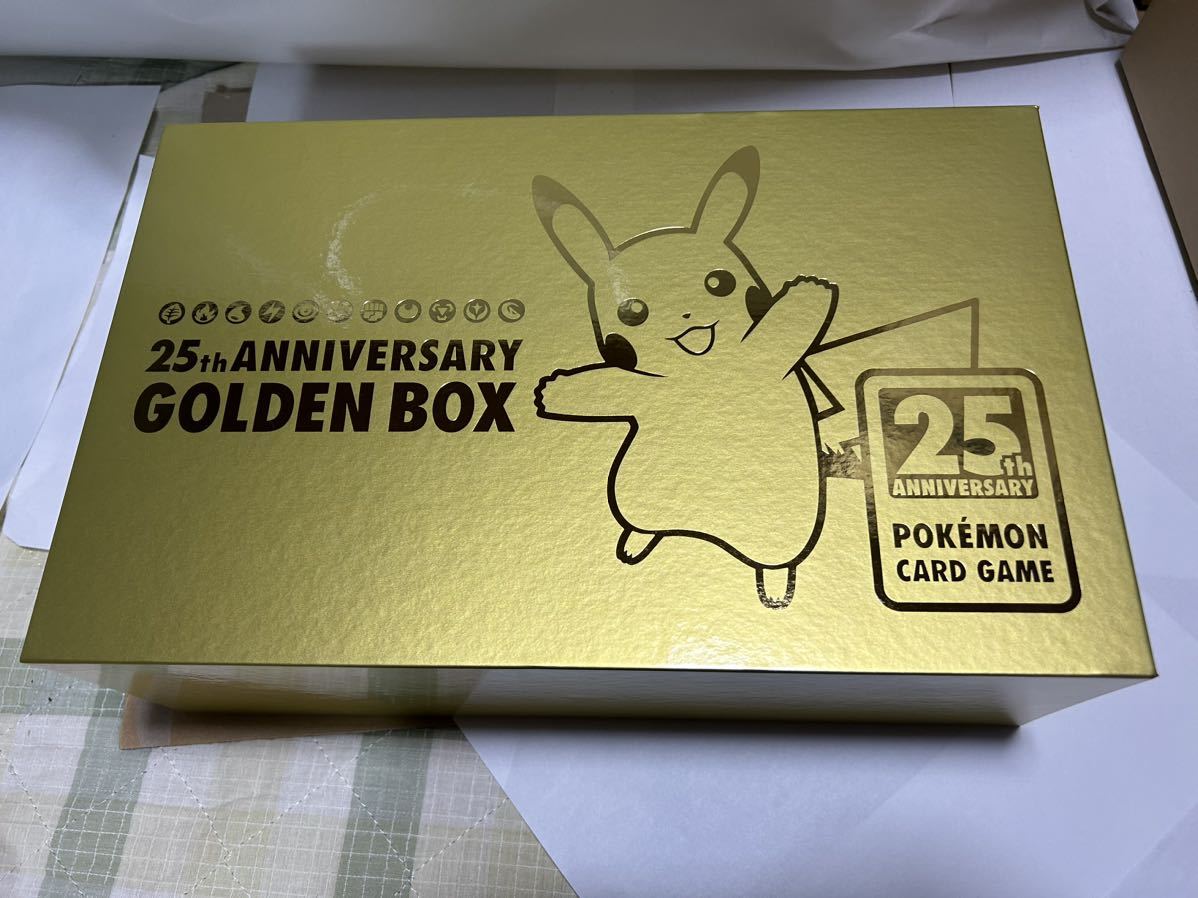 25th ANNIVERSARY
GOLDEN BOX
25th
ANNIVERSARY
POKÉMON
CARD GAME